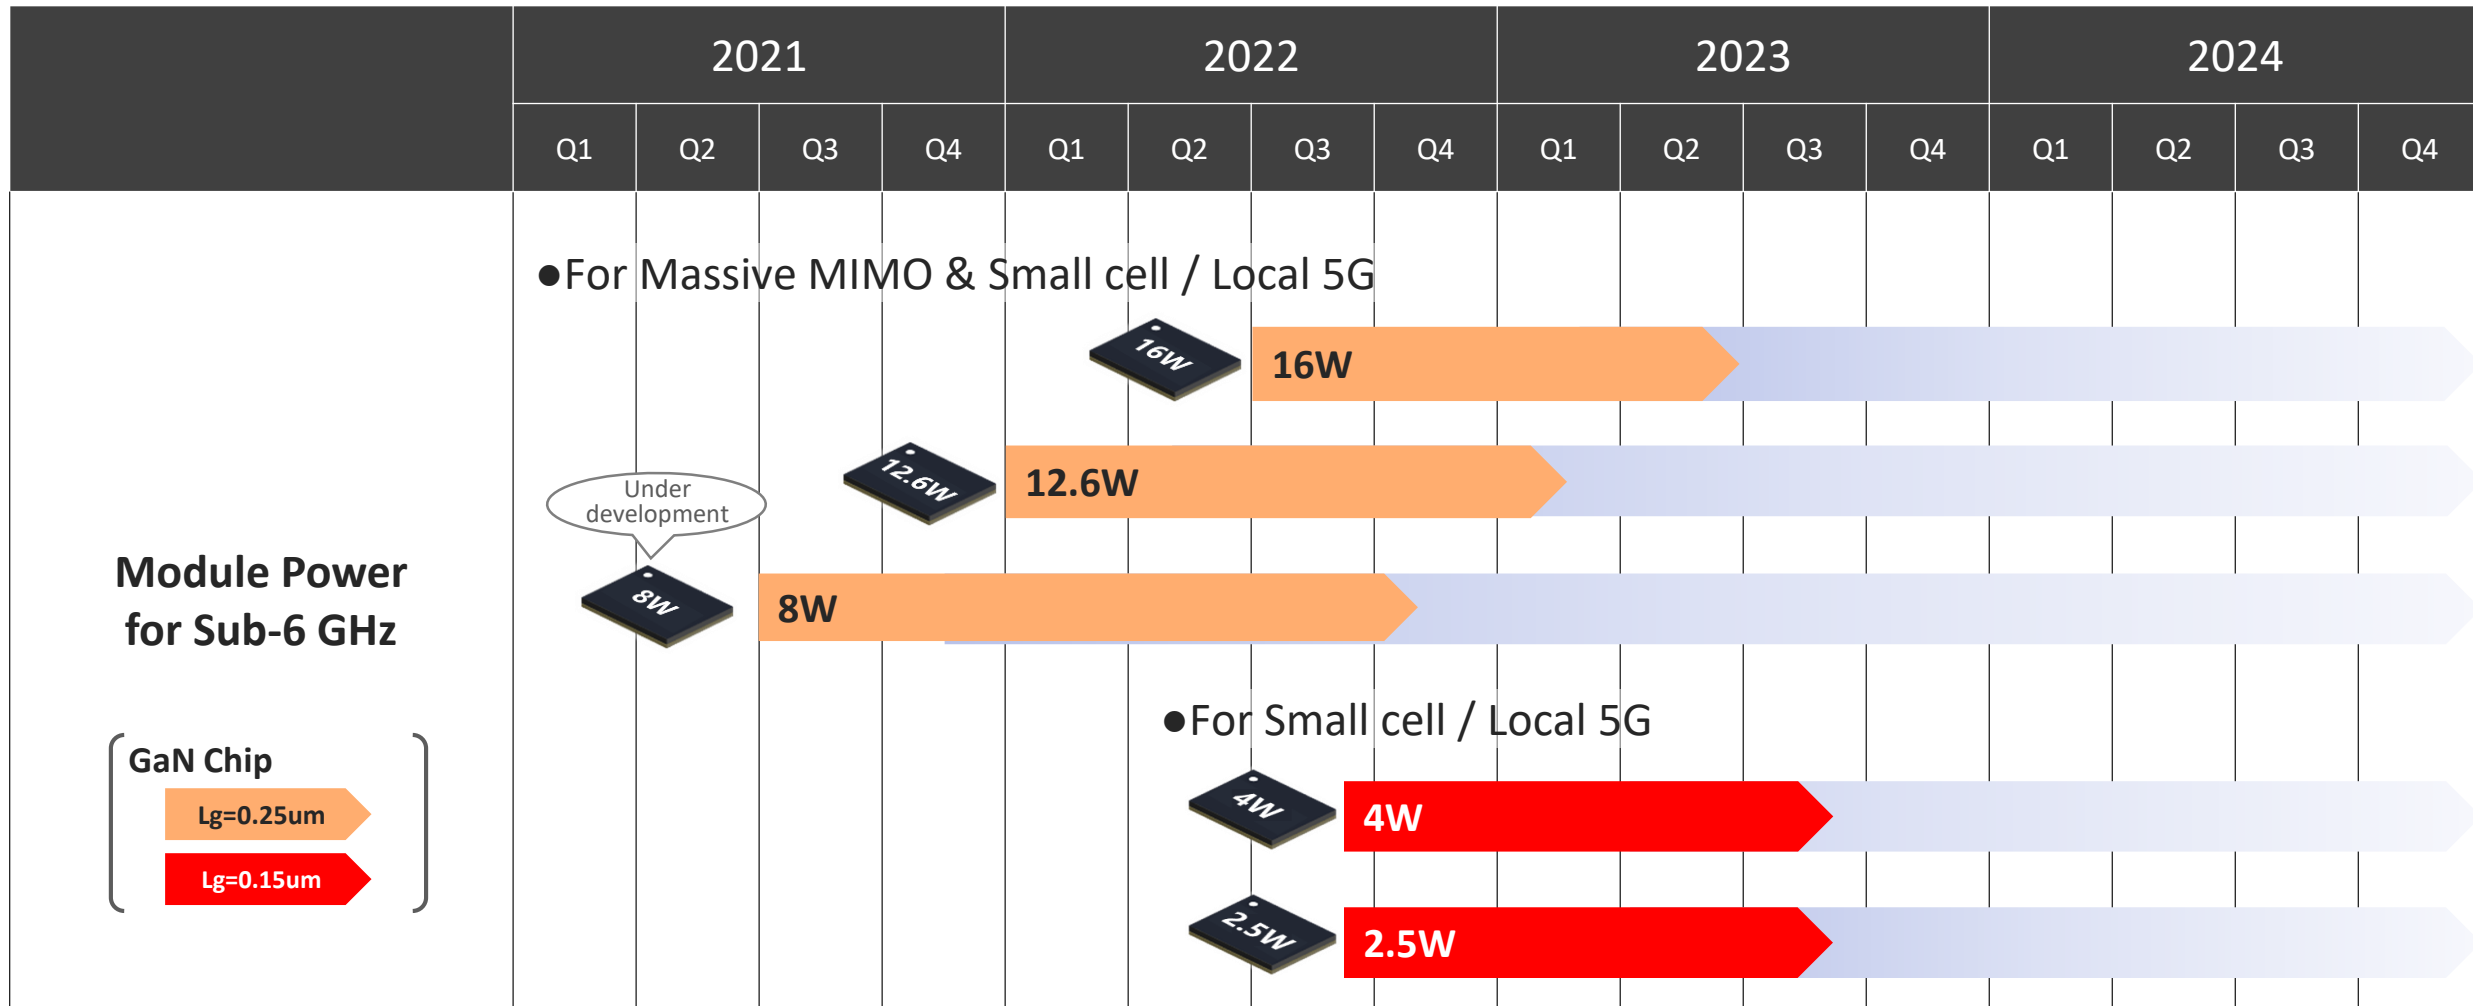 2021 2022 2023 2024
Q1 Q2 Q3 Q4 Q1 Q2 Q3 Q4 Q1 Q2 Q3 Q4 Q1 Q2 Q3 Q4
●For Massive MIMO & Small cell / Local 5G
16W
16W
12.6W
12.6W
Under
development
8W
8W
Module Power
for Sub-6 GHz
●For Small cell / Local 5G
GaN Chip
Lg=0.25um
Lg=0.15um
4W
4W
2.5W
2.5W